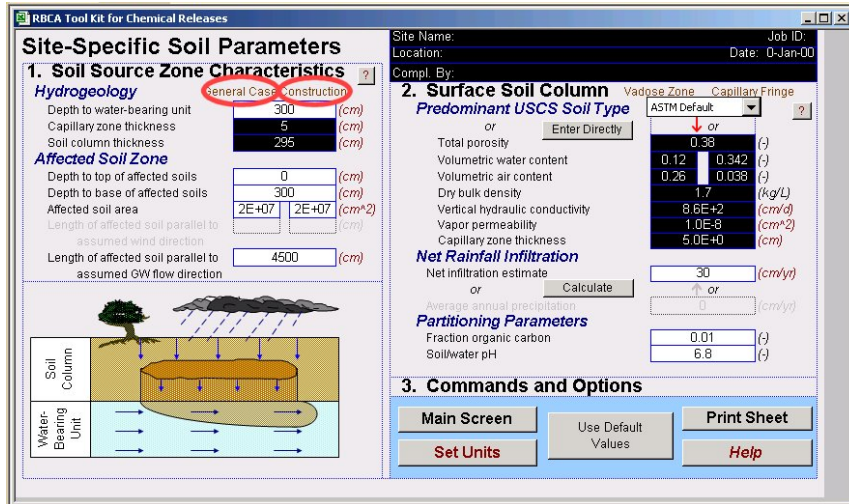 RBCA Tool Kit for Chemical Releases
Site-Specific Soil Parameters
Site Name: Job ID:
Location: Date: 0-Jan-00
Compl. By:
1. Soil Source Zone Characteristics ?
Hydrogeology General Case Construction
Depth to water-bearing unit 300 (cm)
Capillary zone thickness 5 (cm)
Soil column thickness 295 (cm)
Affected Soil Zone
Depth to top of affected soils 0 (cm)
Depth to base of affected soils 300 (cm)
Affected soil area 2E+07 2E+07 (cm^2)
Length of affected soil parallel to (cm)
assumed wind direction
Length of affected soil parallel to 4500 (cm)
assumed GW flow direction
Soil
Column
Water-
Bearing
Unit
2. Surface Soil Column Vadose Zone Capillary Fringe
Predominant USCS Soil Type ASTM Default ?
or Enter Directly or
Total porosity 0.38 (-)
Volumetric water content 0.12 0.342 (-)
Volumetric air content 0.26 0.038 (-)
Dry bulk density 1.7 (kg/L)
Vertical hydraulic conductivity 8.6E+2 (cm/d)
Vapor permeability 1.0E-8 (cm^2)
Capillary zone thickness 5.0E+0 (cm)
Net Rainfall Infiltration
Net infiltration estimate 30 (cm/yr)
or Calculate or
Average annual precipitation 0 (cm/yr)
Partitioning Parameters
Fraction organic carbon 0.01 (-)
Soil/water pH 6.8 (-)
3. Commands and Options
Main Screen Use Default Values Print Sheet
Set Units Help